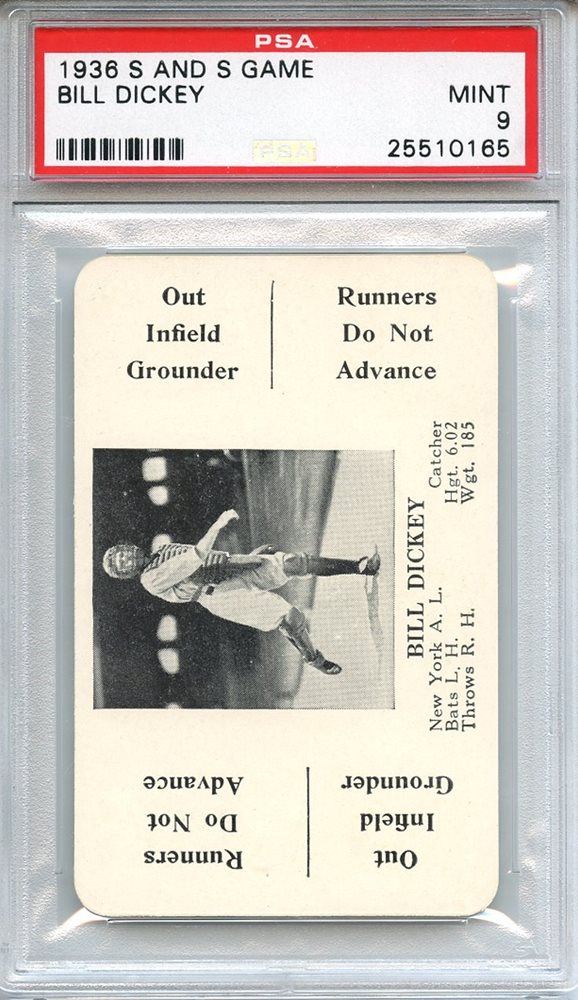 PSA
1936 S AND S GAME
BILL DICKEY MINT
9
PSA
25510165
Out
Infield
Grounder
Runners
Do Not
Advance
BILL DICKEY
New York A. L. Catcher
Bats L. H. Hgt. 6.02
Throws R. H. Wgt. 185
Out
Infield
Grounder
Runners
Do Not
Advance